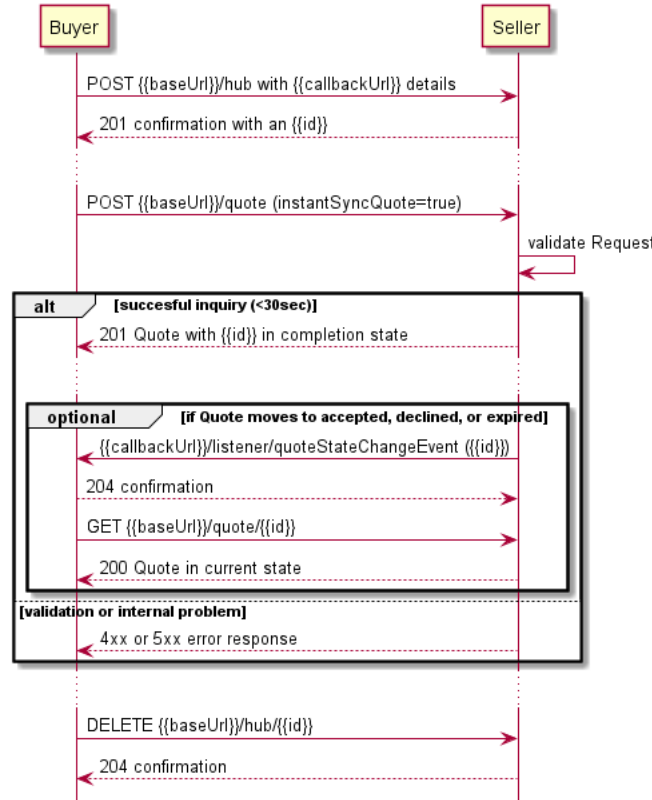 Buyer
Seller
POST {{baseUrl}}/hub with {{callbackUrl}} details
201 confirmation with an {{id}}
POST {{baseUrl}}/quote (instantSyncQuote=true)
validate Request
alt
[succesful inquiry (<30sec)]
201 Quote with {{id}} in completion state
optional
[if Quote moves to accepted, declined, or expired]
{{callbackUrl}}/listener/quoteStateChangeEvent ({{id}})
204 confirmation
GET {{baseUrl}}/quote/{{id}}
200 Quote in current state
[validation or internal problem]
4xx or 5xx error response
DELETE {{baseUrl}}/hub/{{id}}
204 confirmation